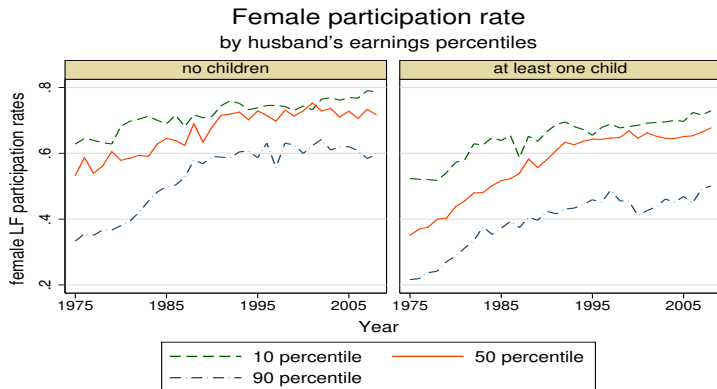 Female participation rate
by husband's earnings percentiles
no children
at least one child
.8
.6
.4
.2
female LF participation rates
1975 1985 1995 2005 1975 1985 1995 2005
Year
10 percentile 50 percentile
90 percentile